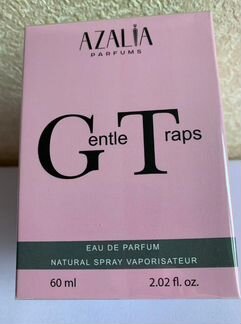 AZALIA
PARFUMS
Gentle Traps
EAU DE PARFUM
NATURAL SPRAY VAPORISATEUR
60 ml 2.02 fl. oz.